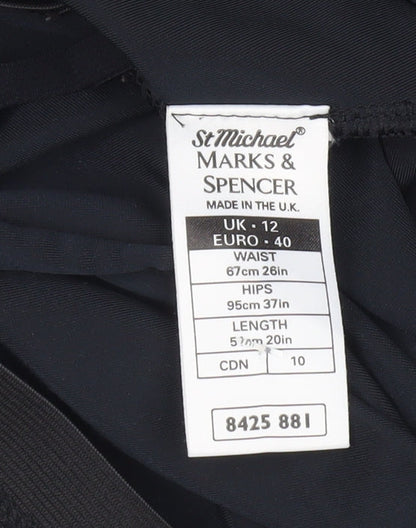 St Michael®
MARKS &
SPENCER
MADE IN THE U.K.
UK · 12
EURO · 40
WAIST
67cm 26in
HIPS
95cm 37in
LENGTH
20in
CDN 10
8425 881